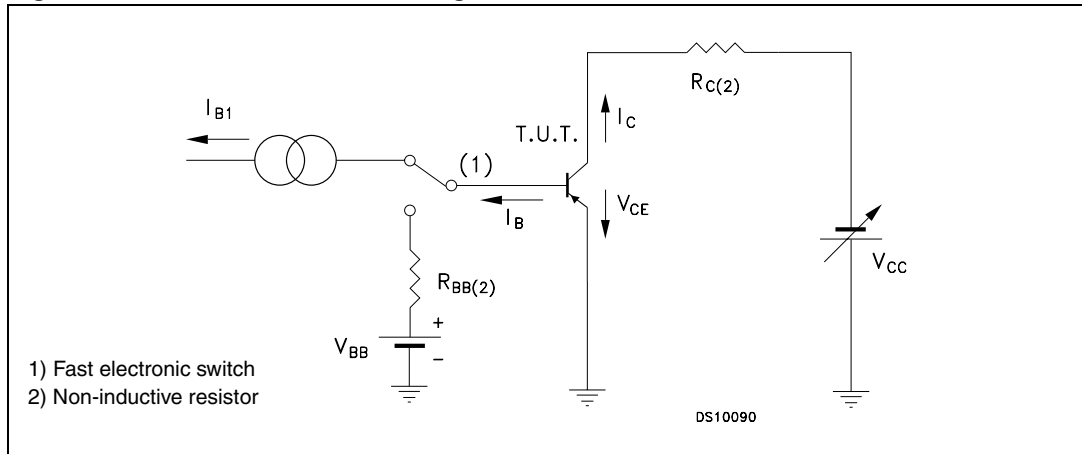 R_C(2)
I_B1
I_C
T.U.T.
(1)
V_CE
I_B
V_CC
R_BB(2)
+
V_BB
−
1) Fast electronic switch
2) Non-inductive resistor
DS10090